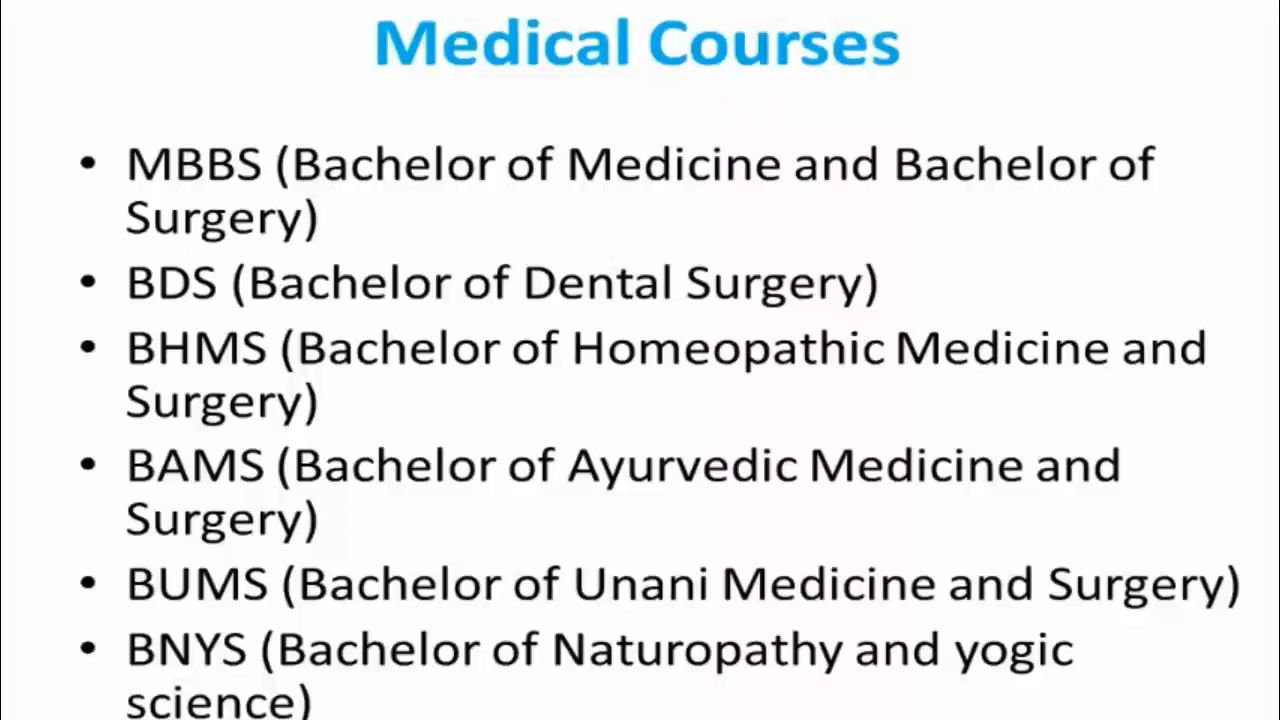 Medical Courses
• MBBS (Bachelor of Medicine and Bachelor of
Surgery)
• BDS (Bachelor of Dental Surgery)
• BHMS (Bachelor of Homeopathic Medicine and
Surgery)
• BAMS (Bachelor of Ayurvedic Medicine and
Surgery)
• BUMS (Bachelor of Unani Medicine and Surgery)
• BNYS (Bachelor of Naturopathy and yogic
science)